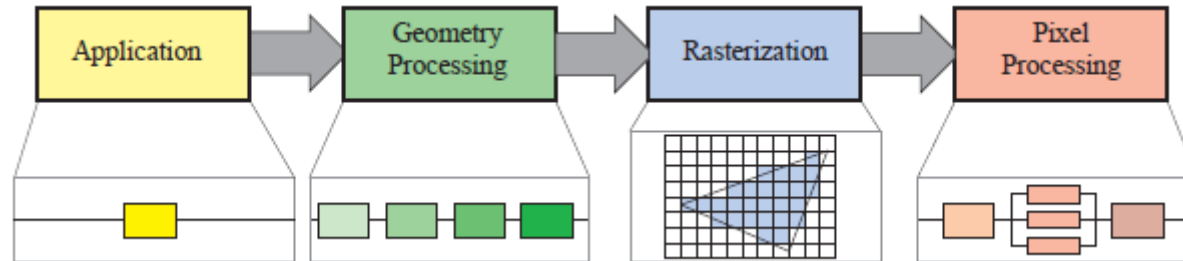 Application
Geometry
Processing
Rasterization
Pixel
Processing